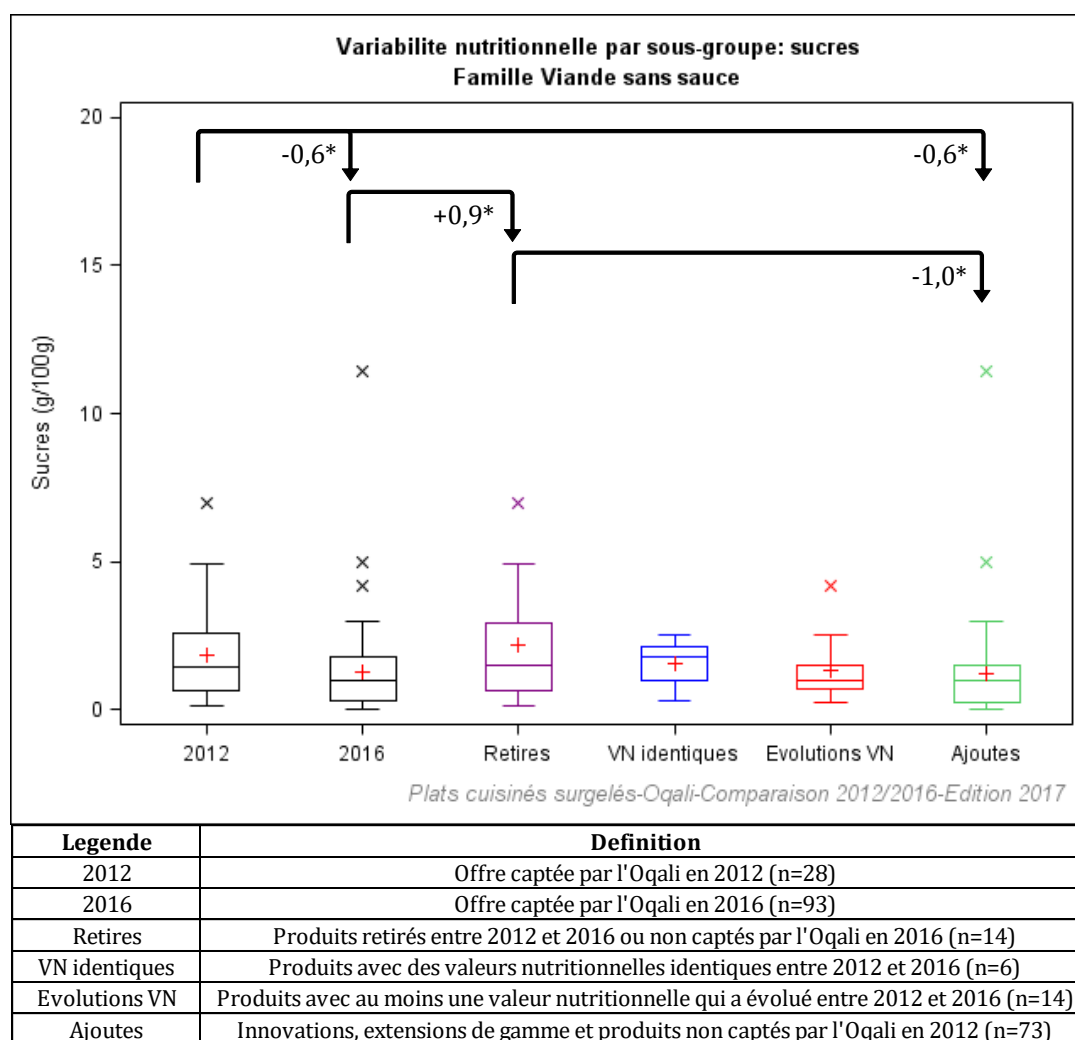 Variabilite nutritionnelle par sous-groupe: sucres
Famille Viande sans sauce
20
15
10
5
0
Sucres (g/100g)
-0,6*
-0,6*
+0,9*
-1,0*
2012
2016
Retires
VN identiques
Evolutions VN
Ajoutes
Plats cuisinés surgelés-Oqali-Comparaison 2012/2016-Edition 2017
Legende Definition
2012 Offre captée par l'Oqali en 2012 (n=28)
2016 Offre captée par l'Oqali en 2016 (n=93)
Retires Produits retirés entre 2012 et 2016 ou non captés par l'Oqali en 2016 (n=14)
VN identiques Produits avec des valeurs nutritionnelles identiques entre 2012 et 2016 (n=6)
Evolutions VN Produits avec au moins une valeur nutritionnelle qui a évolué entre 2012 et 2016 (n=14)
Ajoutes Innovations, extensions de gamme et produits non captés par l'Oqali en 2012 (n=73)